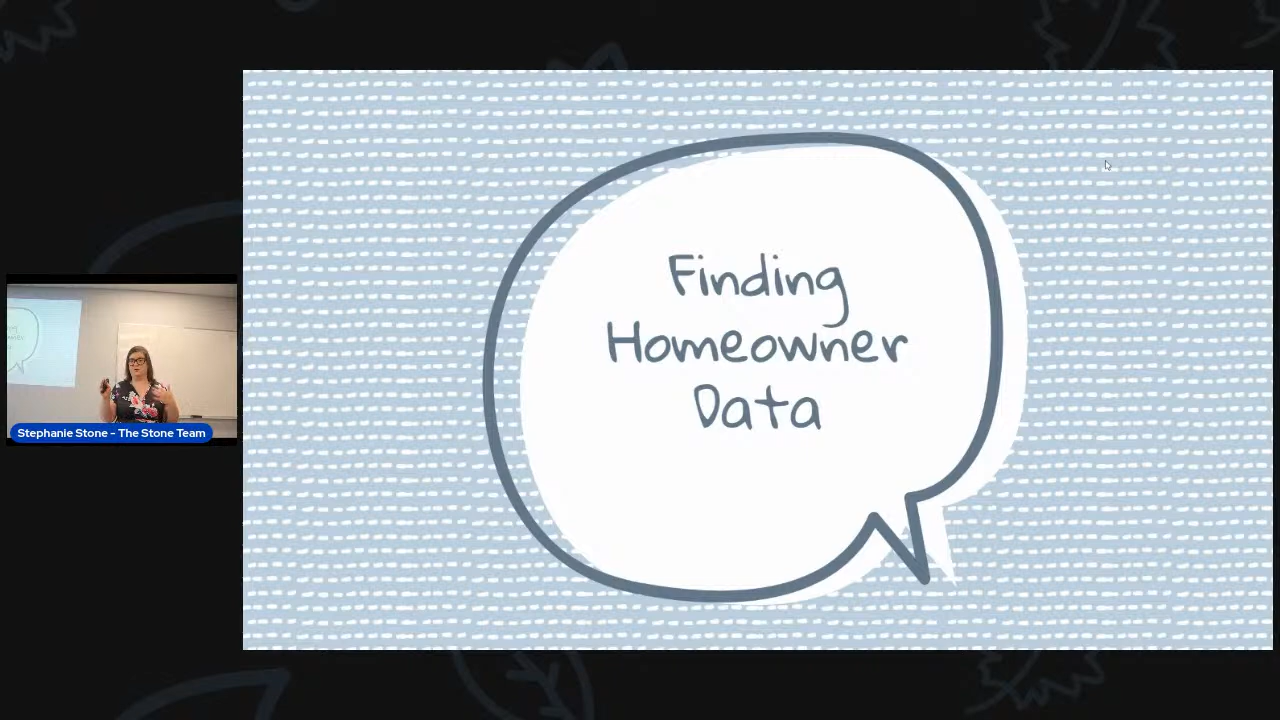 Finding
Homeowner
Data
Stephanie Stone - The Stone Team